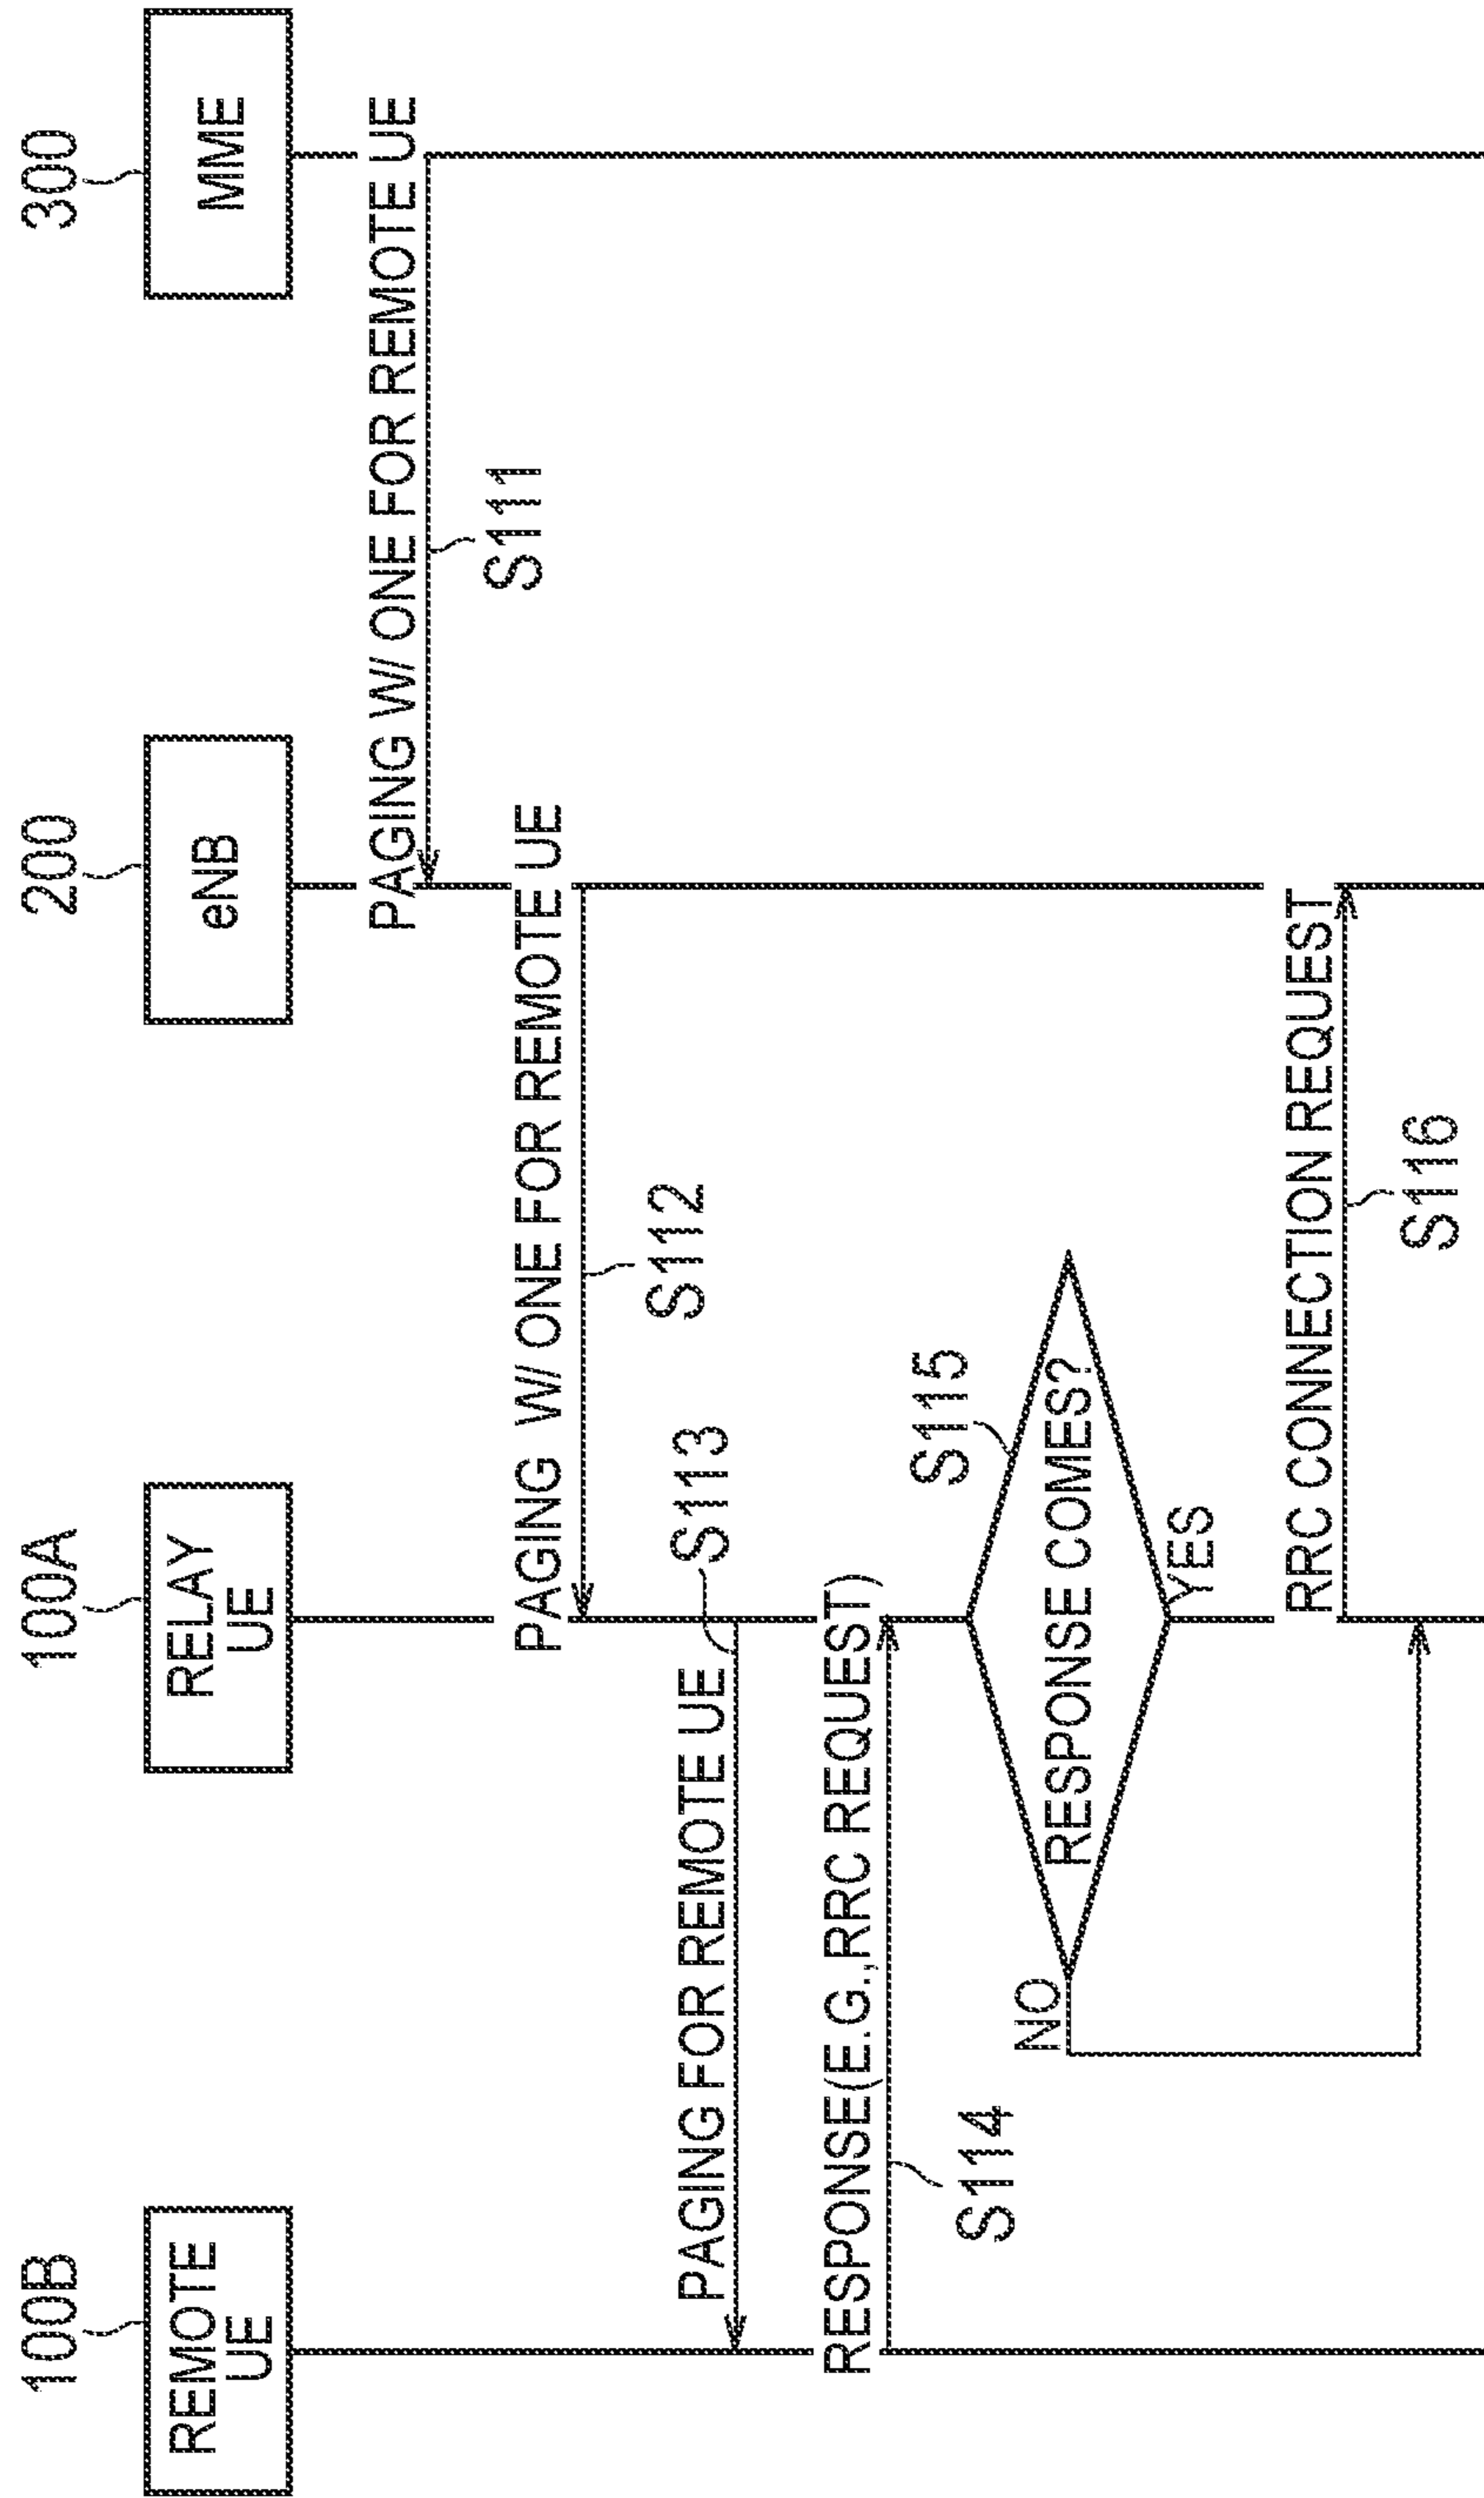 100B
100A
200
300
REMOTE
UE
RELAY
UE
eNB
MME
PAGING W/ ONE FOR REMOTE UE
S111
PAGING W/ ONE FOR REMOTE UE
S112
PAGING FOR REMOTE UE
S113
RESPONSE(E.G.,RRC REQUEST)
S114
S115
RESPONSE COMES?
NO
YES
RRC CONNECTION REQUEST
S116